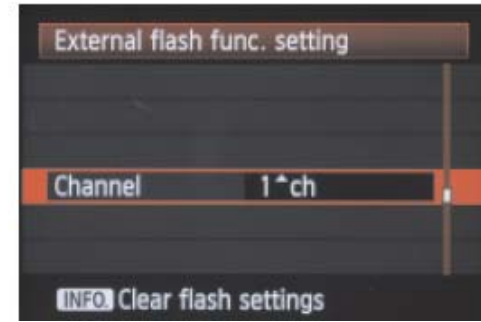 External flash func. setting
Channel 1 ch
INFO. Clear flash settings